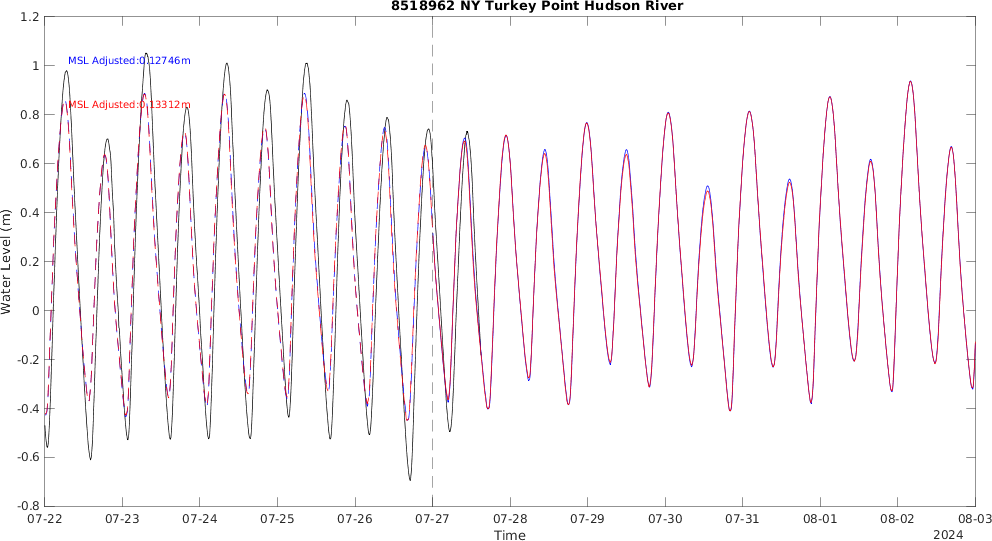 8518962 NY Turkey Point Hudson River
1.2
1
0.8
0.6
0.4
0.2
0
-0.2
-0.4
-0.6
-0.8
Water Level (m)
MSL Adjusted:0.12746m
MSL Adjusted:0.13312m
07-22 07-23 07-24 07-25 07-26 07-27 07-28 07-29 07-30 07-31 08-01 08-02 08-03
Time
2024